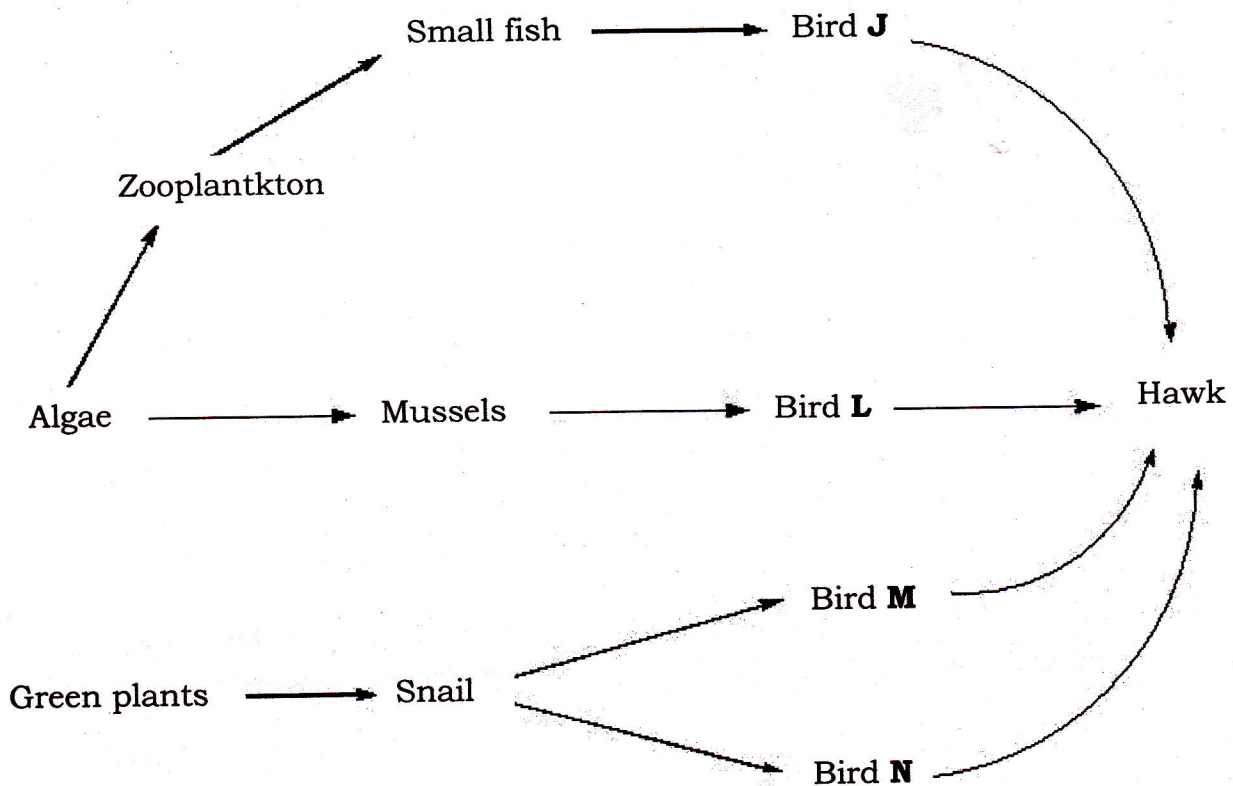 Small fish
Bird J
Zooplantkton
Algae
Mussels
Bird L
Hawk
Bird M
Green plants
Snail
Bird N